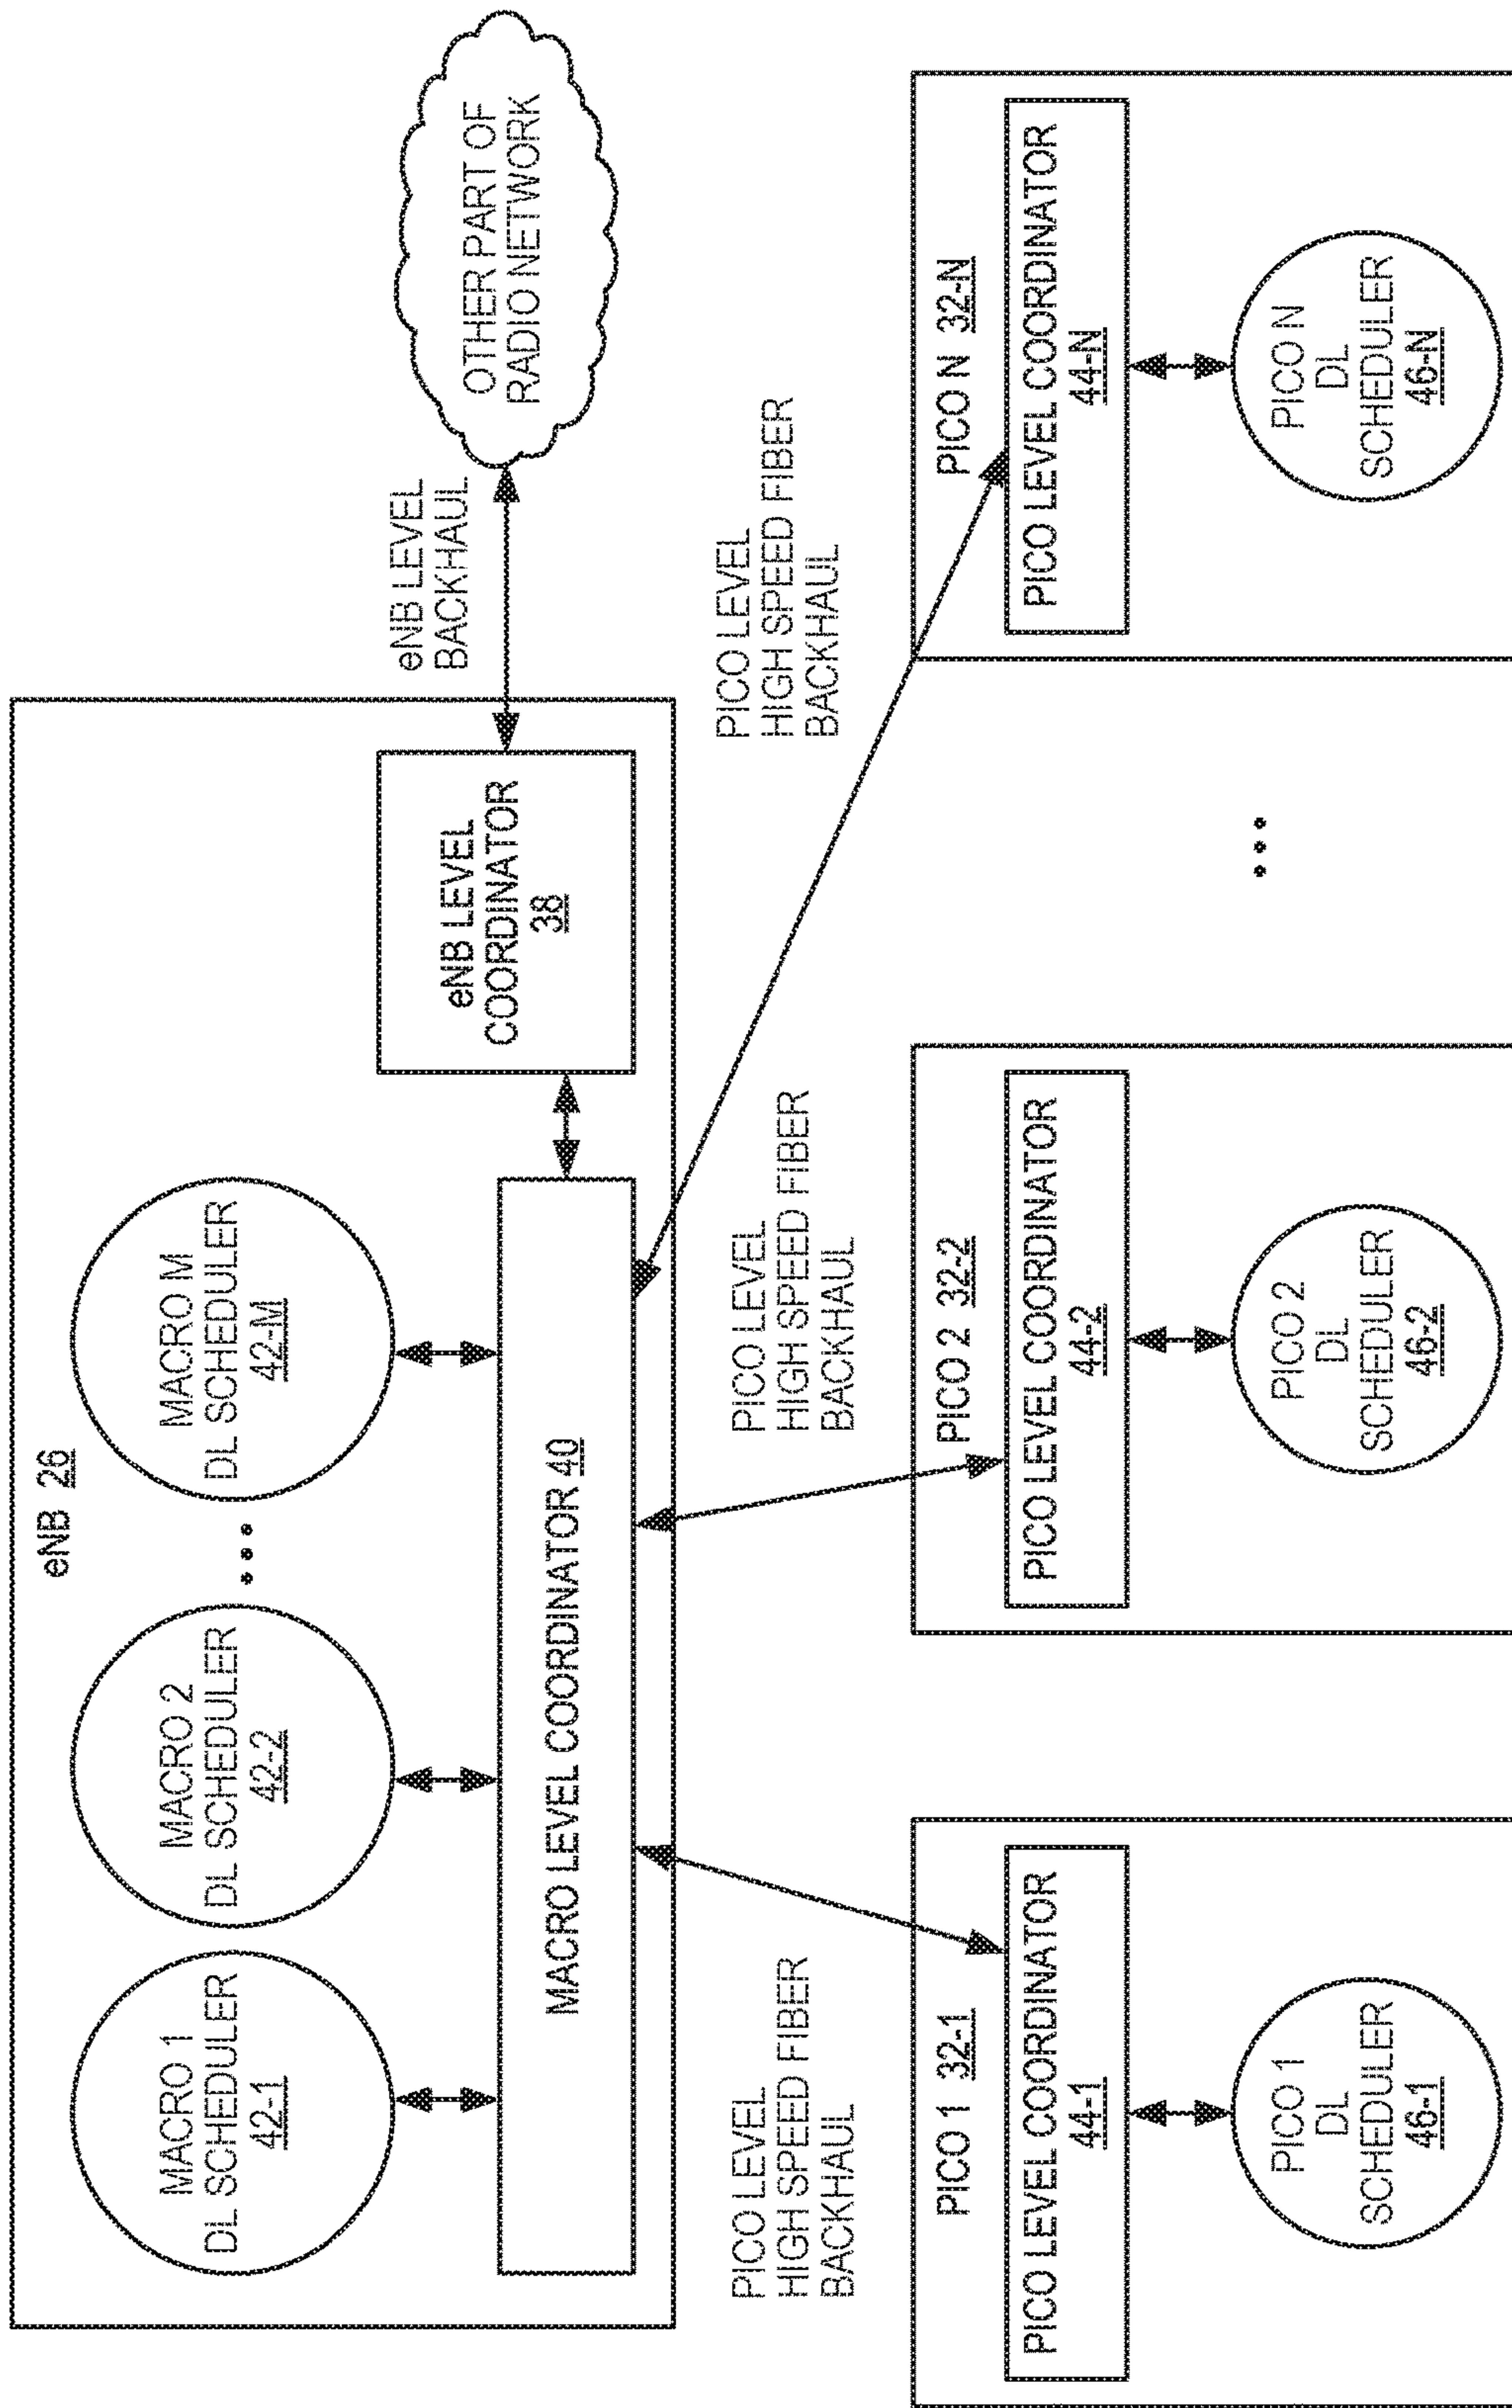 eNB 26
MACRO 1
DL SCHEDULER
42-1
MACRO 2
DL SCHEDULER
42-2
•••
MACRO M
DL SCHEDULER
42-M
MACRO LEVEL COORDINATOR 40
eNB LEVEL
COORDINATOR
38
eNB LEVEL
BACKHAUL
OTHER PART OF
RADIO NETWORK
PICO LEVEL
HIGH SPEED FIBER
BACKHAUL
PICO LEVEL
HIGH SPEED FIBER
BACKHAUL
PICO LEVEL
HIGH SPEED FIBER
BACKHAUL
PICO 1 32-1
PICO LEVEL COORDINATOR
44-1
PICO 1
DL
SCHEDULER
46-1
PICO 2 32-2
PICO LEVEL COORDINATOR
44-2
PICO 2
DL
SCHEDULER
46-2
•••
PICO N 32-N
PICO LEVEL COORDINATOR
44-N
PICO N
DL
SCHEDULER
46-N